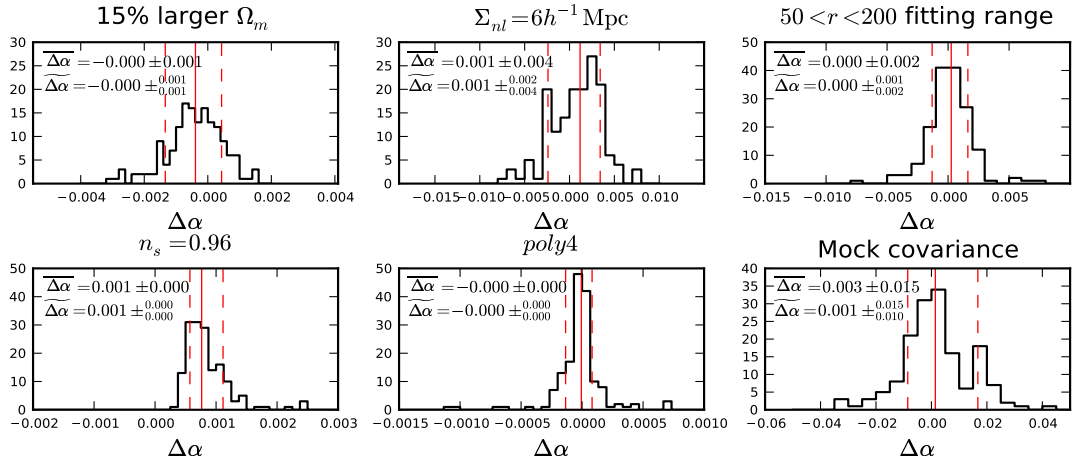 15% larger Ω_m
30
25
20
15
10
5
0
Δα = −0.000 ± 0.001
Δα = −0.000 ±0.001 0.001
−0.004 −0.002 0.000 0.002 0.004
Δα
Σ_nl = 6h⁻¹ Mpc
30
25
20
15
10
5
0
Δα = 0.001 ± 0.004
Δα = 0.001 ±0.002 0.004
−0.015 −0.010 −0.005 0.000 0.005 0.010
Δα
50 < r < 200 fitting range
50
40
30
20
10
0
Δα = 0.000 ± 0.002
Δα = 0.000 ±0.001 0.002
−0.015 −0.010 −0.005 0.000 0.005
Δα
n_s = 0.96
50
40
30
20
10
0
Δα = 0.001 ± 0.000
Δα = 0.001 ±0.000 0.000
−0.002 −0.001 0.000 0.001 0.002 0.003
Δα
poly4
50
40
30
20
10
0
Δα = −0.000 ± 0.000
Δα = −0.000 ±0.000 0.000
−0.0015 −0.0010 −0.0005 0.0000 0.0005 0.0010
Δα
Mock covariance
40
35
30
25
20
15
10
5
0
Δα = 0.003 ± 0.015
Δα = 0.001 ±0.015 0.010
−0.06 −0.04 −0.02 0.00 0.02 0.04
Δα